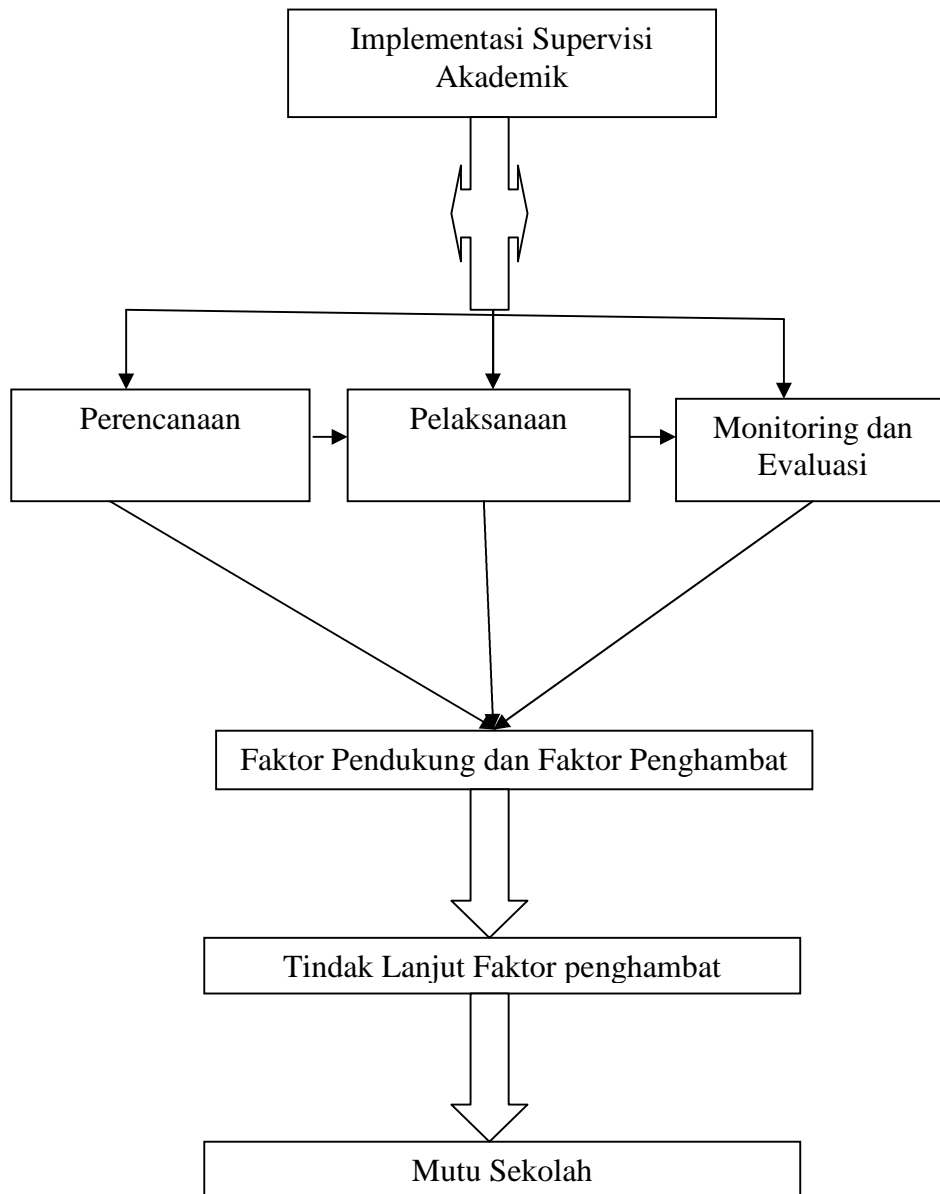 Implementasi Supervisi
Akademik
Perencanaan
Pelaksanaan
Monitoring dan
Evaluasi
Faktor Pendukung dan Faktor Penghambat
Tindak Lanjut Faktor penghambat
Mutu Sekolah